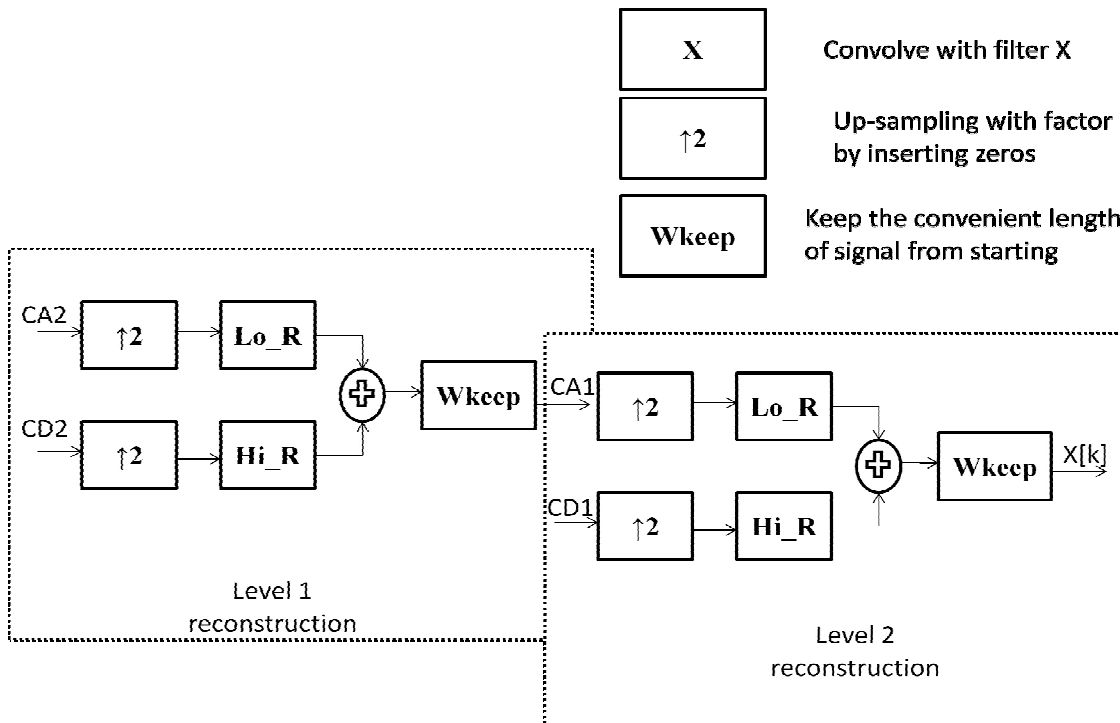 X
Convolve with filter X
↑2
Up-sampling with factor
by inserting zeros
Wkeep
Keep the convenient length
of signal from starting
CA2
↑2
Lo_R
CD2
↑2
Hi_R
Wkeep
Level 1
reconstruction
CA1
↑2
Lo_R
CD1
↑2
Hi_R
Wkeep
X[k]
Level 2
reconstruction